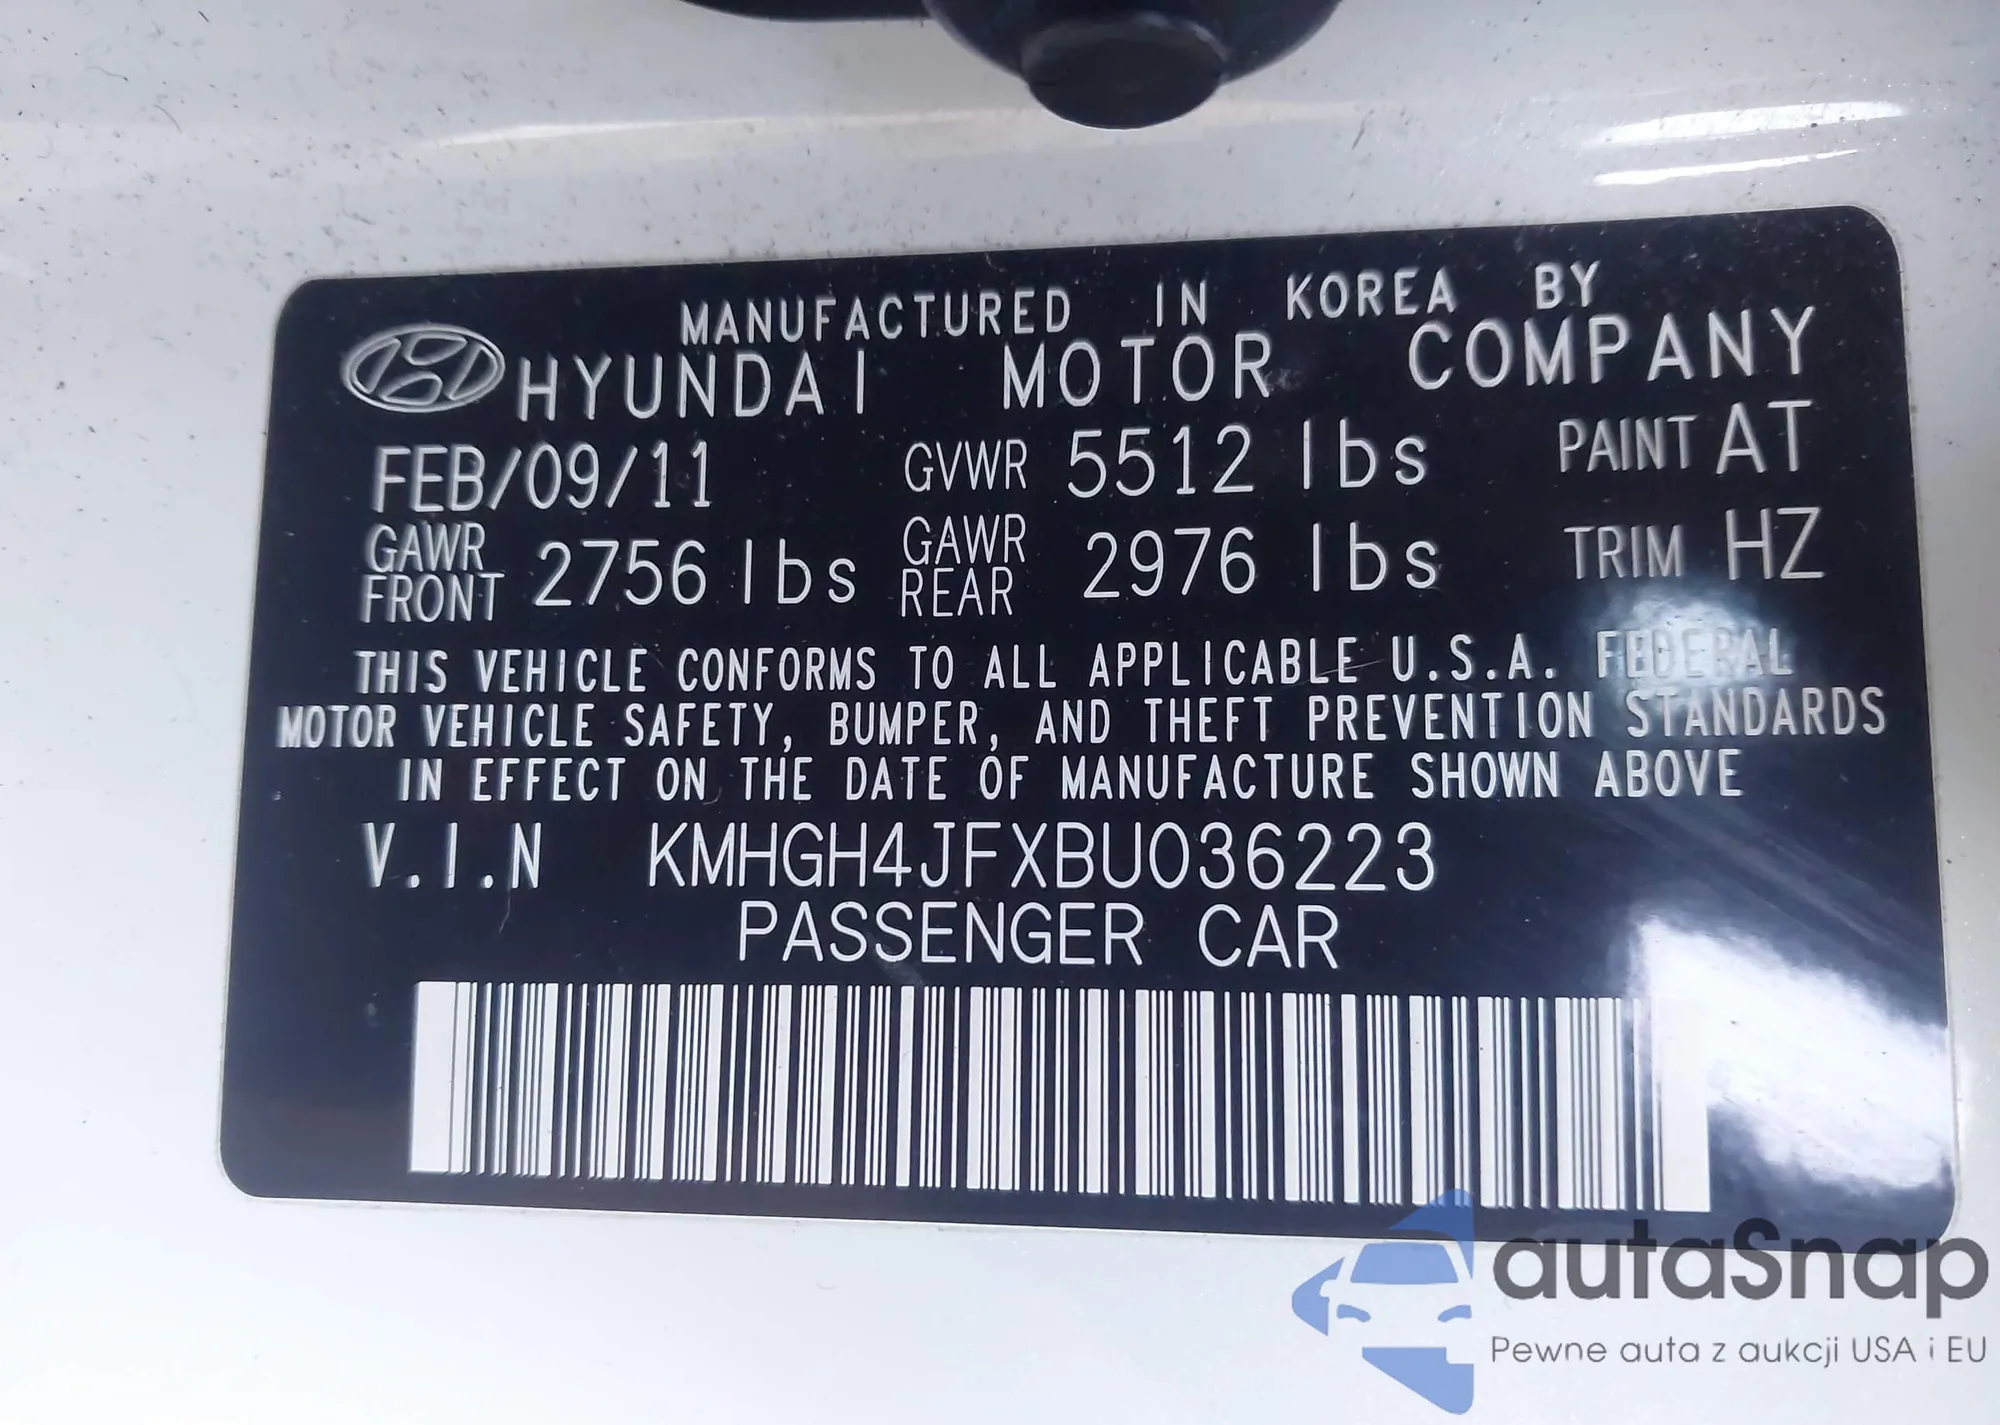 MANUFACTURED IN KOREA BY
HYUNDAI MOTOR COMPANY
FEB/09/11 GVWR 5512 lbs PAINT AT
GAWR FRONT 2756 lbs GAWR REAR 2976 lbs TRIM HZ
THIS VEHICLE CONFORMS TO ALL APPLICABLE U.S.A. FEDERAL
MOTOR VEHICLE SAFETY, BUMPER, AND THEFT PREVENTION STANDARDS
IN EFFECT ON THE DATE OF MANUFACTURE SHOWN ABOVE
V.I.N KMHGH4JFXBU036223
PASSENGER CAR
autaSnap
Pewne auta z aukcji USA i EU